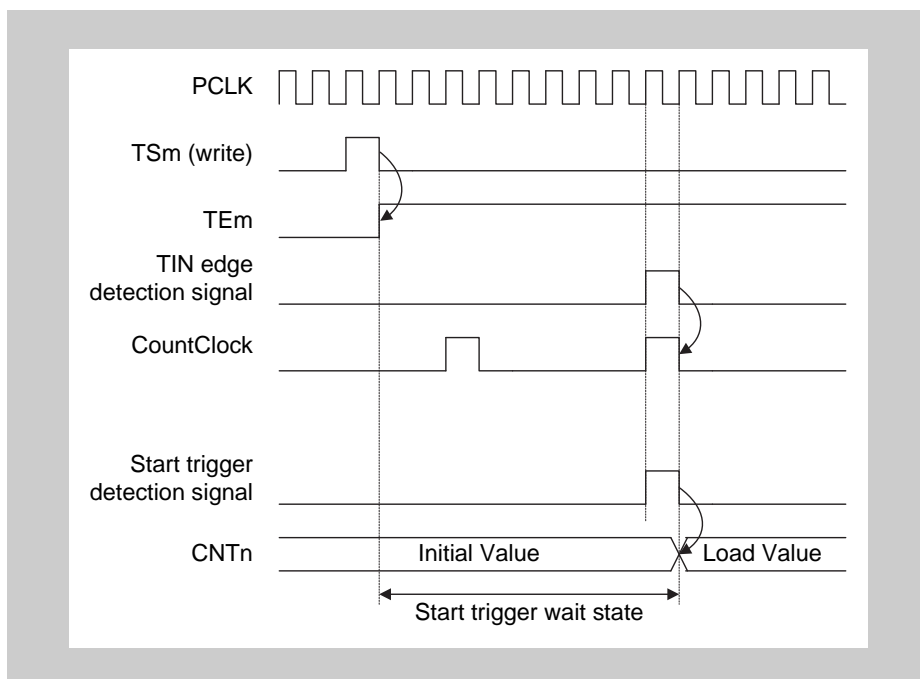 PCLK
TSm (write)
TEm
TIN edge
detection signal
CountClock
Start trigger
detection signal
CNTn
Initial Value
Load Value
Start trigger wait state